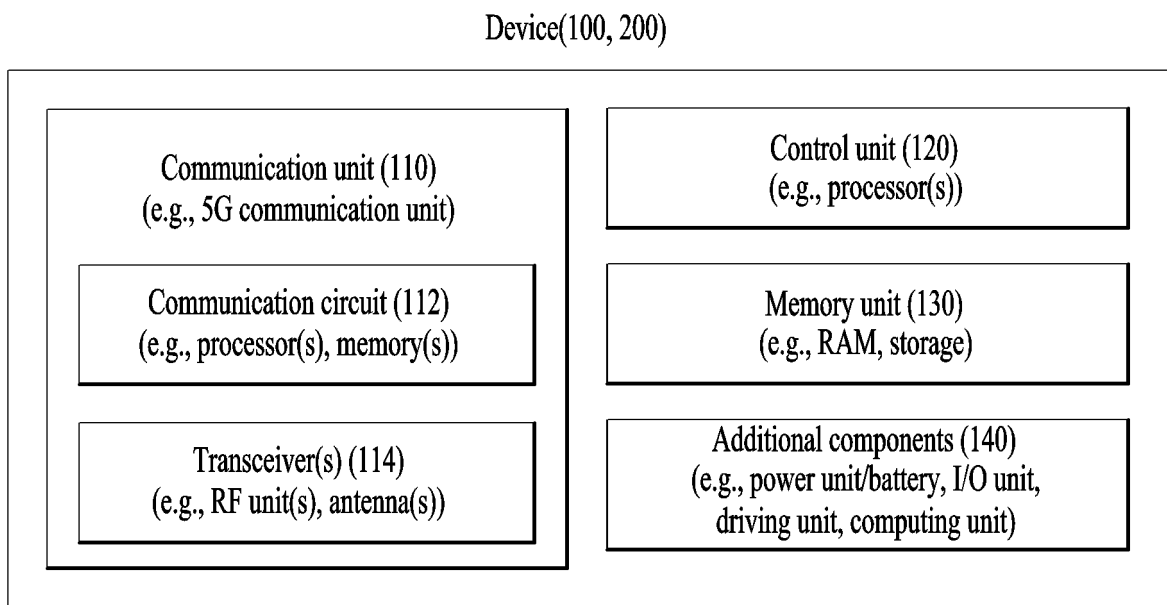 Device(100, 200)
Communication unit (110)
(e.g., 5G communication unit)
Communication circuit (112)
(e.g., processor(s), memory(s))
Transceiver(s) (114)
(e.g., RF unit(s), antenna(s))
Control unit (120)
(e.g., processor(s))
Memory unit (130)
(e.g., RAM, storage)
Additional components (140)
(e.g., power unit/battery, I/O unit,
driving unit, computing unit)